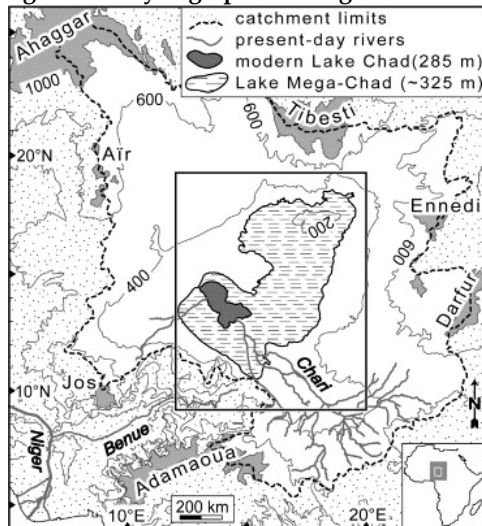 catchment limits
present-day rivers
modern Lake Chad(285 m)
Lake Mega-Chad (~325 m)
Ahaggar
1000
600
600
Tibesti
20°N
Aïr
Ennedi
200
600
400
Darfur
Chari
10°N
Jos
N
Niger
Benue
Adamaoua
200 km
10°E
20°E